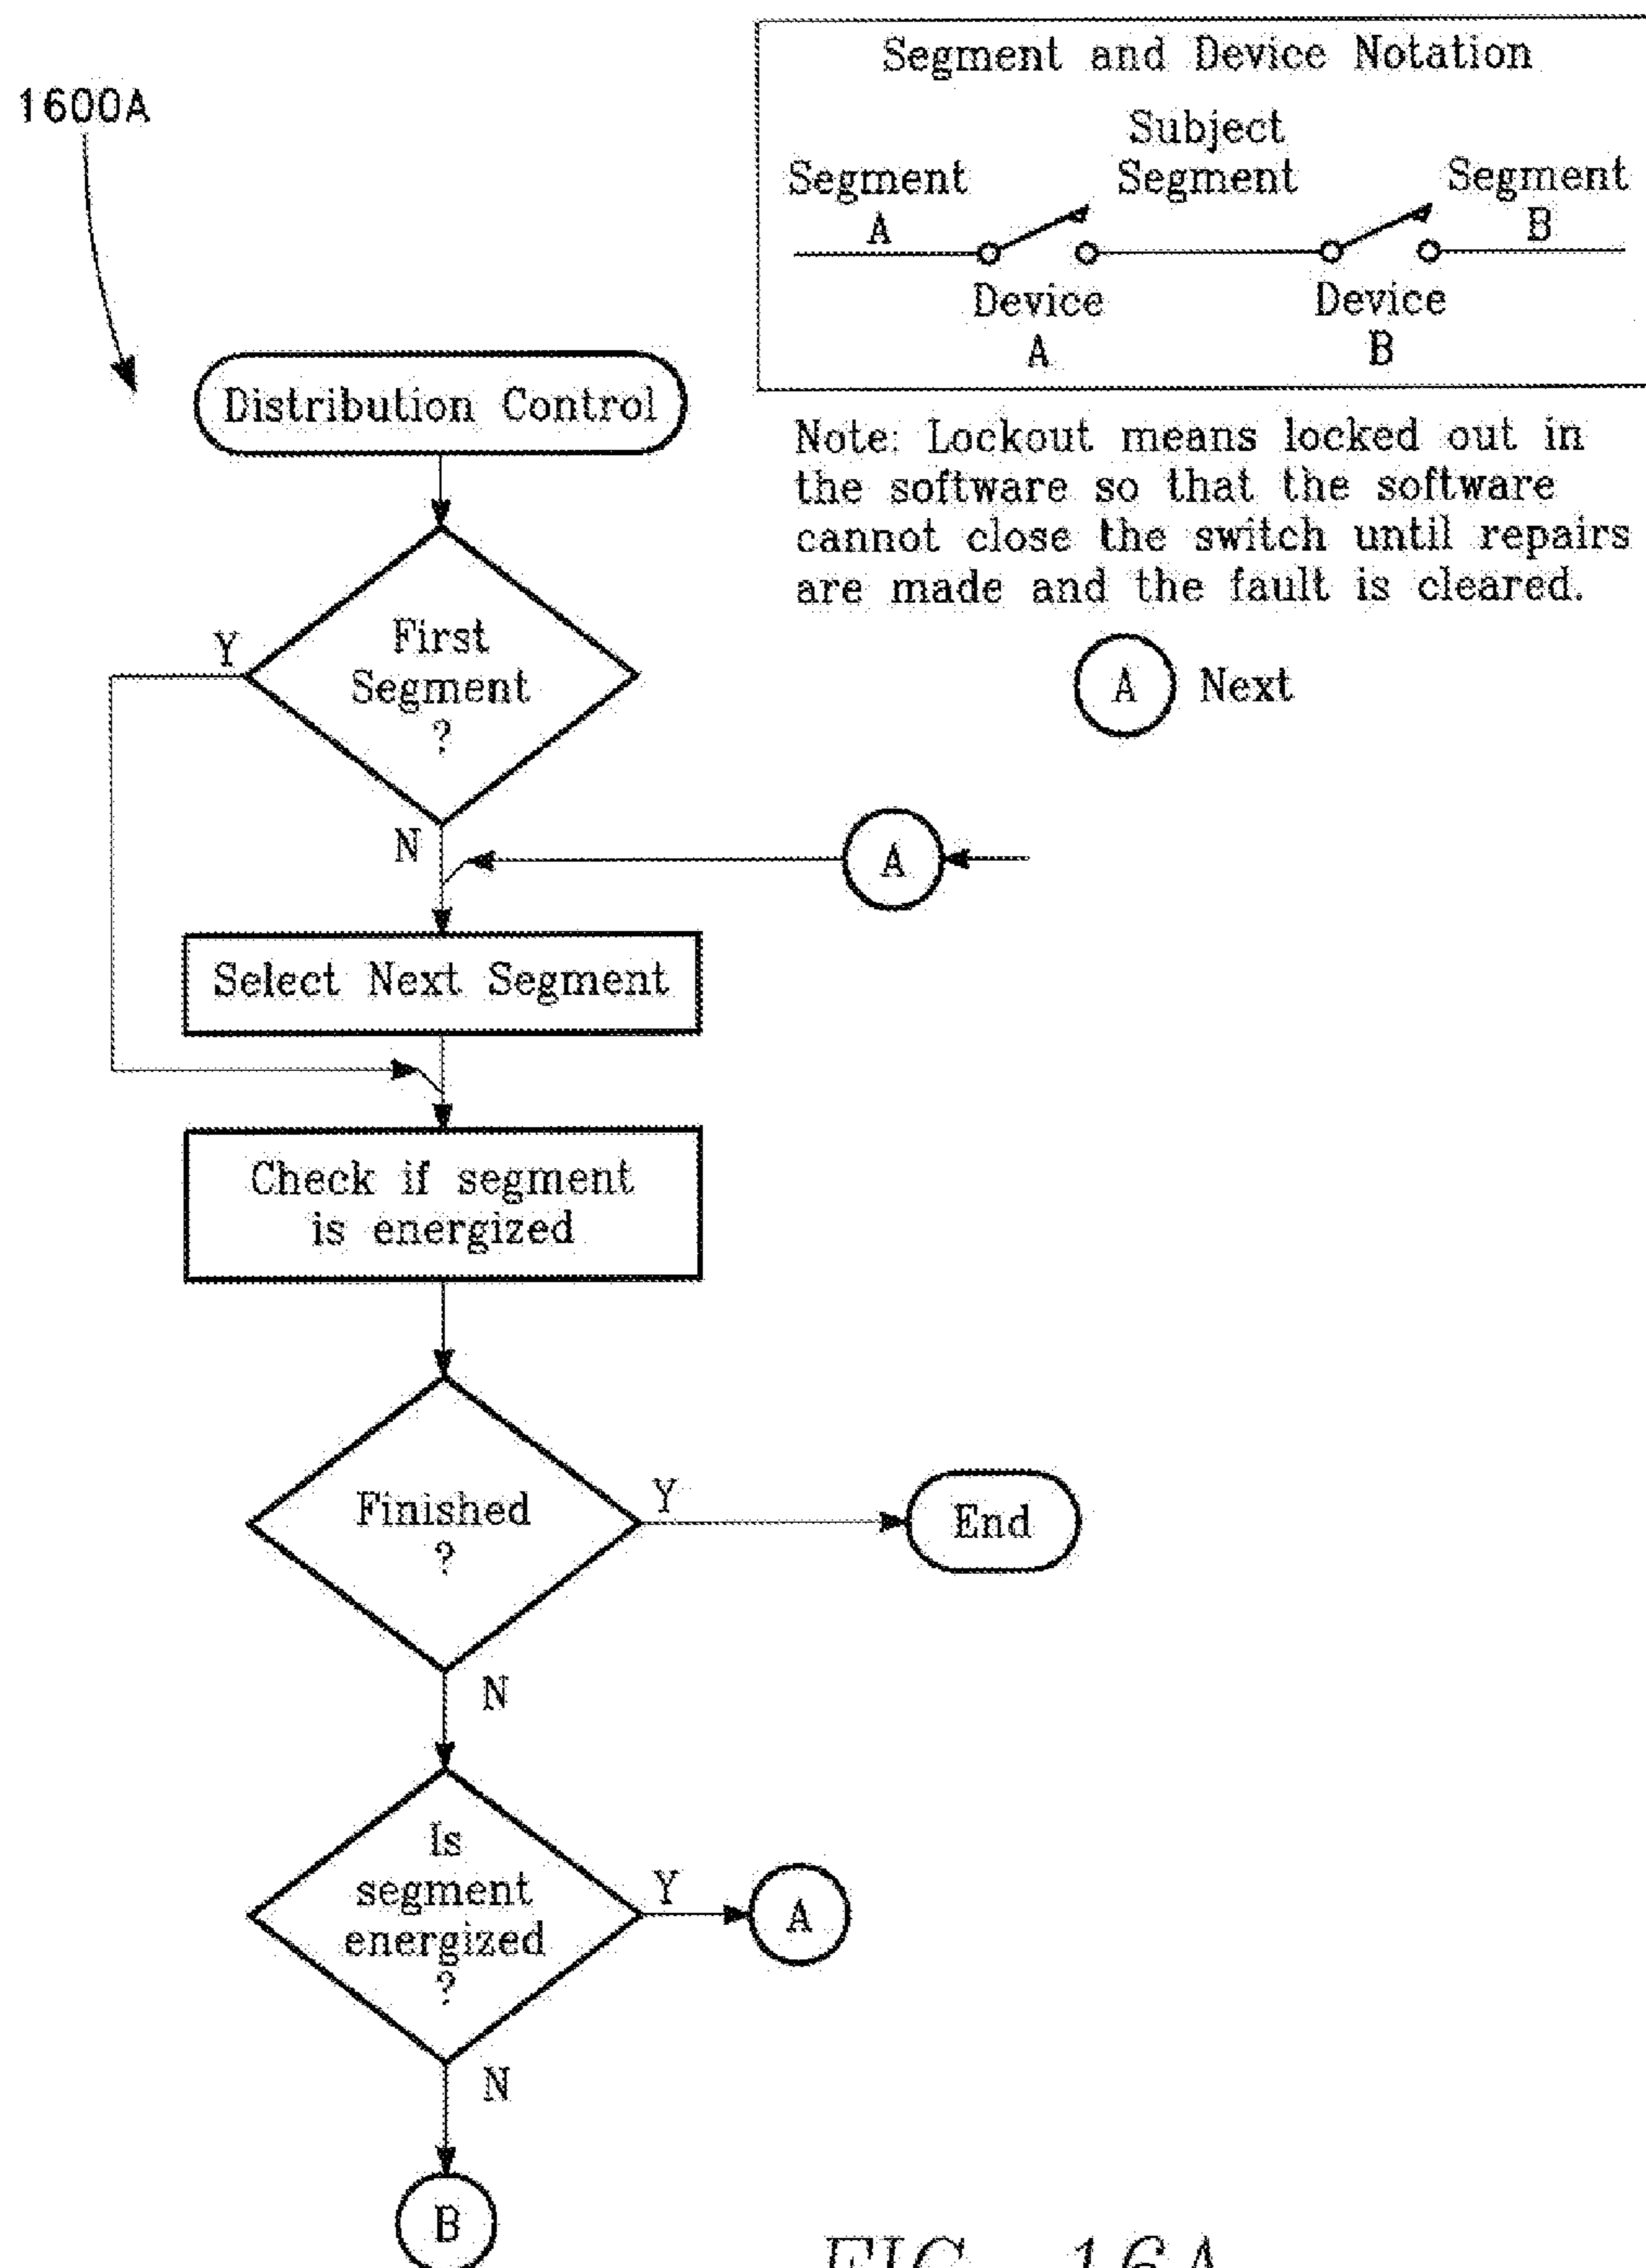 1600A
Segment and Device Notation
Subject
Segment
Segment
Segment
A
B
Device
Device
A
B
Note: Lockout means locked out in
the software so that the software
cannot close the switch until repairs
are made and the fault is cleared.
A Next
Distribution Control
First
Segment
?
Y
N
A
Select Next Segment
Check if segment
is energized
Finished
?
Y
End
N
Is
segment
energized
?
Y
A
N
B
FIG. 16A